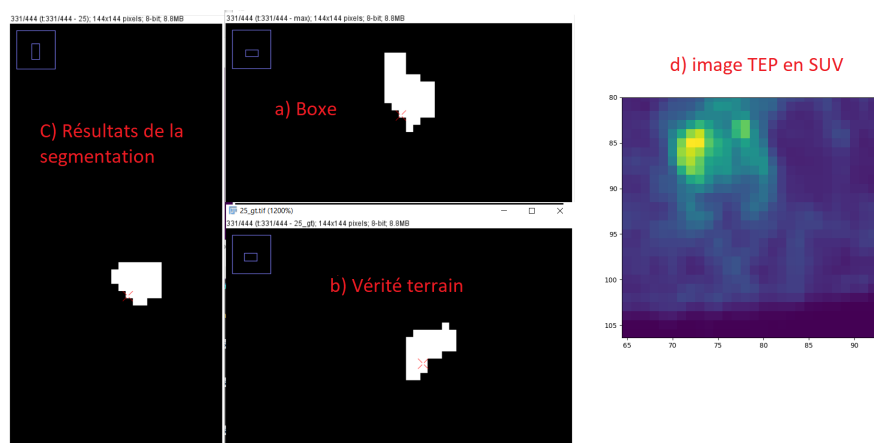 331/444 (t:331/444 - 25); 144x144 pixels; 8-bit; 8.8MB
C) Résultats de la
segmentation
331/444 (t:331/444 - max); 144x144 pixels; 8-bit; 8.8MB
a) Boxe
25_gt.tif (1200%)
331/444 (t:331/444 - 25_gt); 144x144 pixels; 8-bit; 8.8MB
b) Vérité terrain
d) image TEP en SUV
80
85
90
95
100
105
65 70 75 80 85 90